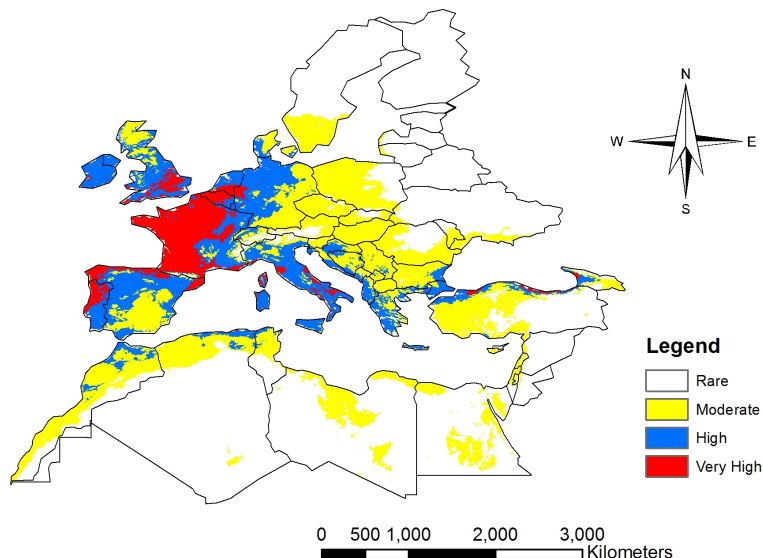 N
W E
S
Legend
Rare
Moderate
High
Very High
0 500 1,000 2,000 3,000
Kilometers